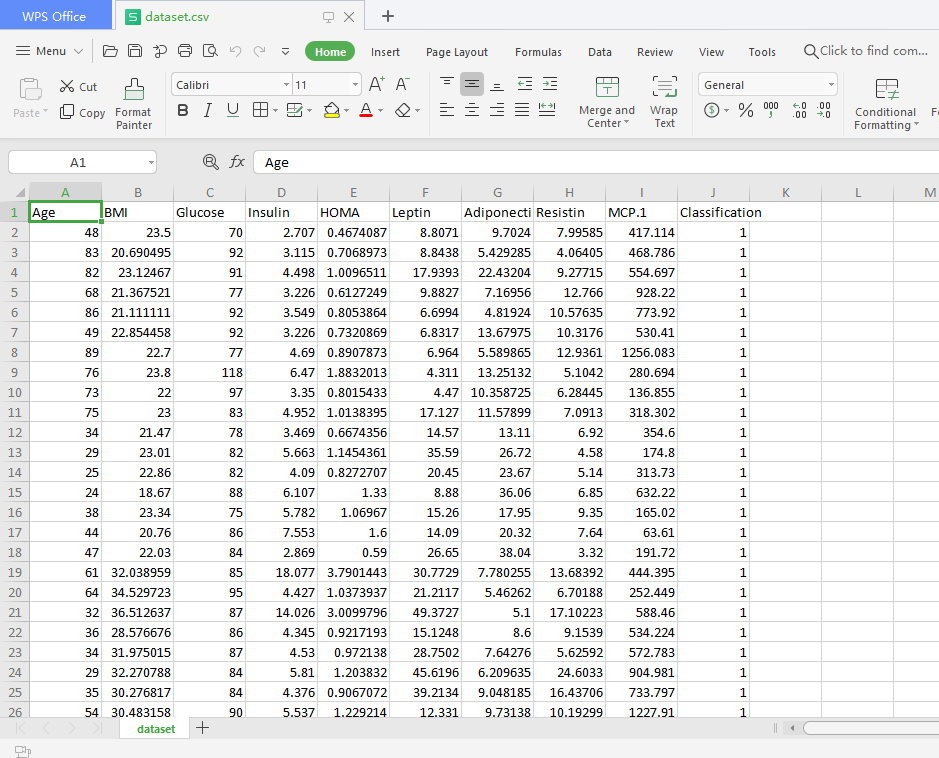 WPS Office dataset.csv
Menu Home Insert Page Layout Formulas Data Review View Tools Click to find com...
Paste Cut Copy Format Painter Calibri 11 Merge and Center Wrap Text General Conditional Formatting
A1 fx Age
A B C D E F G H I J K L M
1 Age BMI Glucose Insulin HOMA Leptin Adiponecti Resistin MCP.1 Classification
2 48 23.5 70 2.707 0.4674087 8.8071 9.7024 7.99585 417.114 1
3 83 20.690495 92 3.115 0.7068973 8.8438 5.429285 4.06405 468.786 1
4 82 23.12467 91 4.498 1.0096511 17.9393 22.43204 9.27715 554.697 1
5 68 21.367521 77 3.226 0.6127249 9.8827 7.16956 12.766 928.22 1
6 86 21.111111 92 3.549 0.8053864 6.6994 4.81924 10.57635 773.92 1
7 49 22.854458 92 3.226 0.7320869 6.8317 13.67975 10.3176 530.41 1
8 89 22.7 77 4.69 0.8907873 6.964 5.589865 12.9361 1256.083 1
9 76 23.8 118 6.47 1.8832013 4.311 13.25132 5.1042 280.694 1
10 73 22 97 3.35 0.8015433 4.47 10.358725 6.28445 136.855 1
11 75 23 83 4.952 1.0138395 17.127 11.57899 7.0913 318.302 1
12 34 21.47 78 3.469 0.6674356 14.57 13.11 6.92 354.6 1
13 29 23.01 82 5.663 1.1454361 35.59 26.72 4.58 174.8 1
14 25 22.86 82 4.09 0.8272707 20.45 23.67 5.14 313.73 1
15 24 18.67 88 6.107 1.33 8.88 36.06 6.85 632.22 1
16 38 23.34 75 5.782 1.06967 15.26 17.95 9.35 165.02 1
17 44 20.76 86 7.553 1.6 14.09 20.32 7.64 63.61 1
18 47 22.03 84 2.869 0.59 26.65 38.04 3.32 191.72 1
19 61 32.038959 85 18.077 3.7901443 30.7729 7.780255 13.68392 444.395 1
20 64 34.529723 95 4.427 1.0373937 21.2117 5.46262 6.70188 252.449 1
21 32 36.512637 87 14.026 3.0099796 49.3727 5.1 17.10223 588.46 1
22 36 28.576676 86 4.345 0.9217193 15.1248 8.6 9.1539 534.224 1
23 34 31.975015 87 4.53 0.972138 28.7502 7.64276 5.62592 572.783 1
24 29 32.270788 84 5.81 1.203832 45.6196 6.209635 24.6033 904.981 1
25 35 30.276817 84 4.376 0.9067072 39.2134 9.048185 16.43706 733.797 1
26 54 30.483158 90 5.537 1.229214 12.331 9.73138 10.19299 1227.91 1
dataset